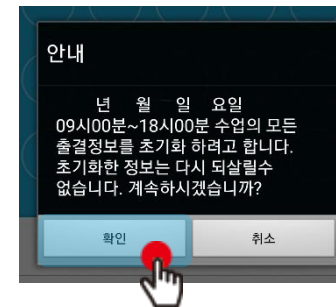 안내
년 월 일 요일
09시00분~18시00분 수업의 모든
출결정보를 초기화 하려고 합니다.
초기화한 정보는 다시 되살릴수
없습니다. 계속하시겠습니까?
확인 취소